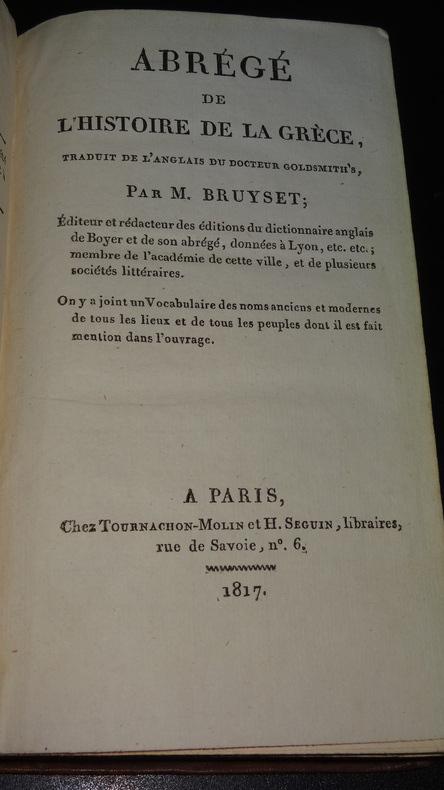 ABRÉGÉ
DE
L'HISTOIRE DE LA GRÈCE,
TRADUIT DE L'ANGLAIS DU DOCTEUR GOLDSMITH'S,
PAR M. BRUYSET;
Éditeur et rédacteur des éditions du dictionnaire anglais
de Boyer et de son abrégé, données à Lyon, etc. etc.;
membre de l'académie de cette ville, et de plusieurs
sociétés littéraires.
On y a joint un Vocabulaire des noms anciens et modernes
de tous les lieux et de tous les peuples dont il est fait
mention dans l'ouvrage.
A PARIS,
Chez TOURNACHON-MOLIN et H. SEGUIN, libraires,
rue de Savoie, n°. 6.
1817.